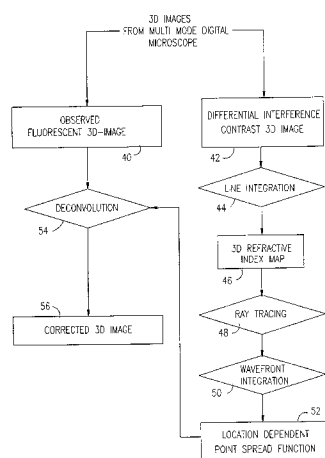 3D IMAGES
FROM MULTI MODE DIGITAL
MICROSCOPE
OBSERVED
FLUORESCENT 3D-IMAGE
40
DIFFERENTIAL INTERFERENCE
CONTRAST 3D IMAGE
42
LINE INTEGRATION
44
DECONVOLUTION
54
3D REFRACTIVE
INDEX MAP
46
56
CORRECTED 3D IMAGE
RAY TRACING
48
WAVEFRONT
INTEGRATION
50
52
LOCATION DEPENDENT
POINT SPREAD FUNCTION